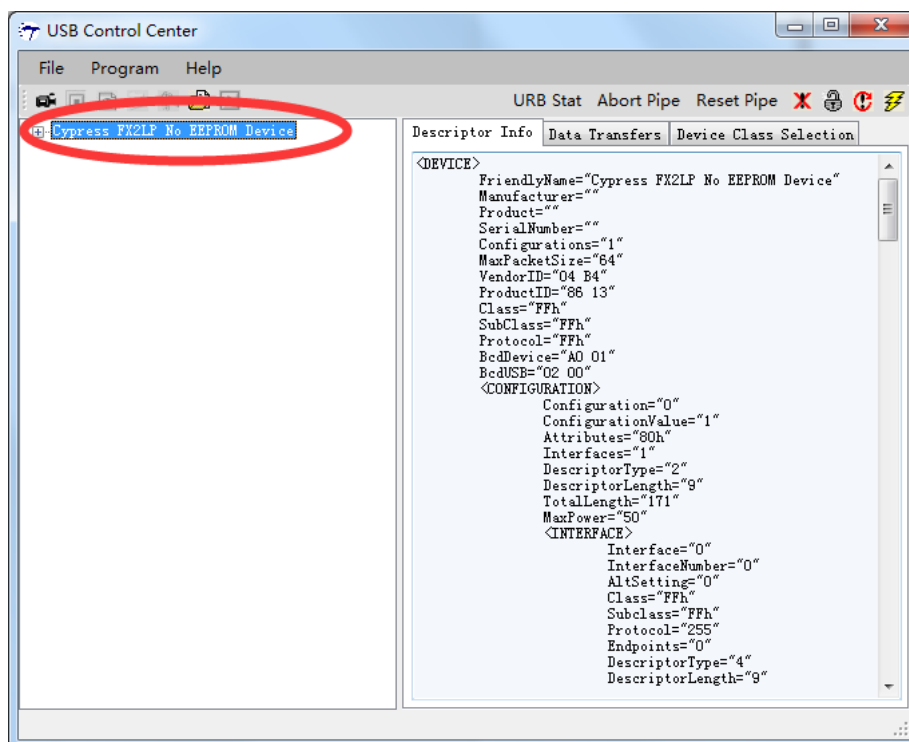 USB Control Center
File Program Help
URB Stat Abort Pipe Reset Pipe
Cypress FX2LP No EEPROM Device
Descriptor Info Data Transfers Device Class Selection
<DEVICE>
FriendlyName="Cypress FX2LP No EEPROM Device"
Manufacturer=""
Product=""
SerialNumber=""
Configurations="1"
MaxPacketSize="64"
VendorID="04 B4"
ProductID="86 13"
Class="FFh"
SubClass="FFh"
Protocol="FFh"
BcdDevice="A0 01"
BcdUSB="02 00"
<CONFIGURATION>
Configuration="0"
ConfigurationValue="1"
Attributes="80h"
Interfaces="1"
DescriptorType="2"
DescriptorLength="9"
TotalLength="171"
MaxPower="50"
<INTERFACE>
Interface="0"
InterfaceNumber="0"
AltSetting="0"
Class="FFh"
Subclass="FFh"
Protocol="255"
Endpoints="0"
DescriptorType="4"
DescriptorLength="9"